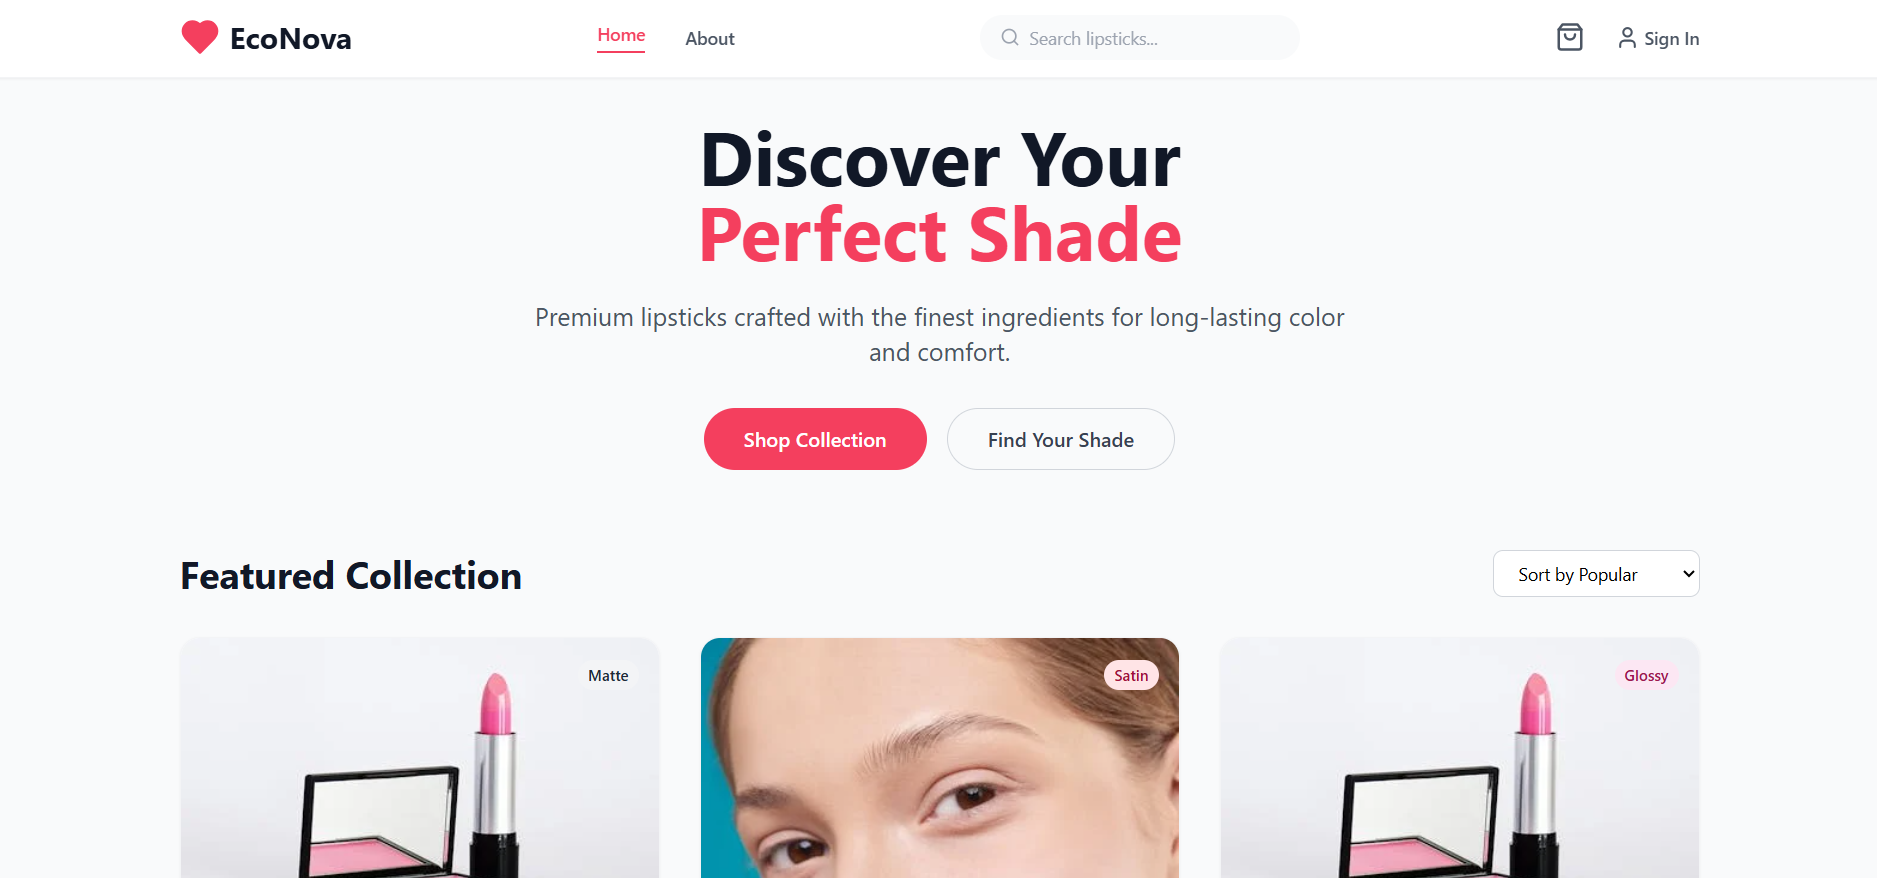 EcoNova
Home
About
Search lipsticks...
Sign In
Discover Your
Perfect Shade
Premium lipsticks crafted with the finest ingredients for long-lasting color
and comfort.
Shop Collection
Find Your Shade
Featured Collection
Sort by Popular
Matte
Satin
Glossy